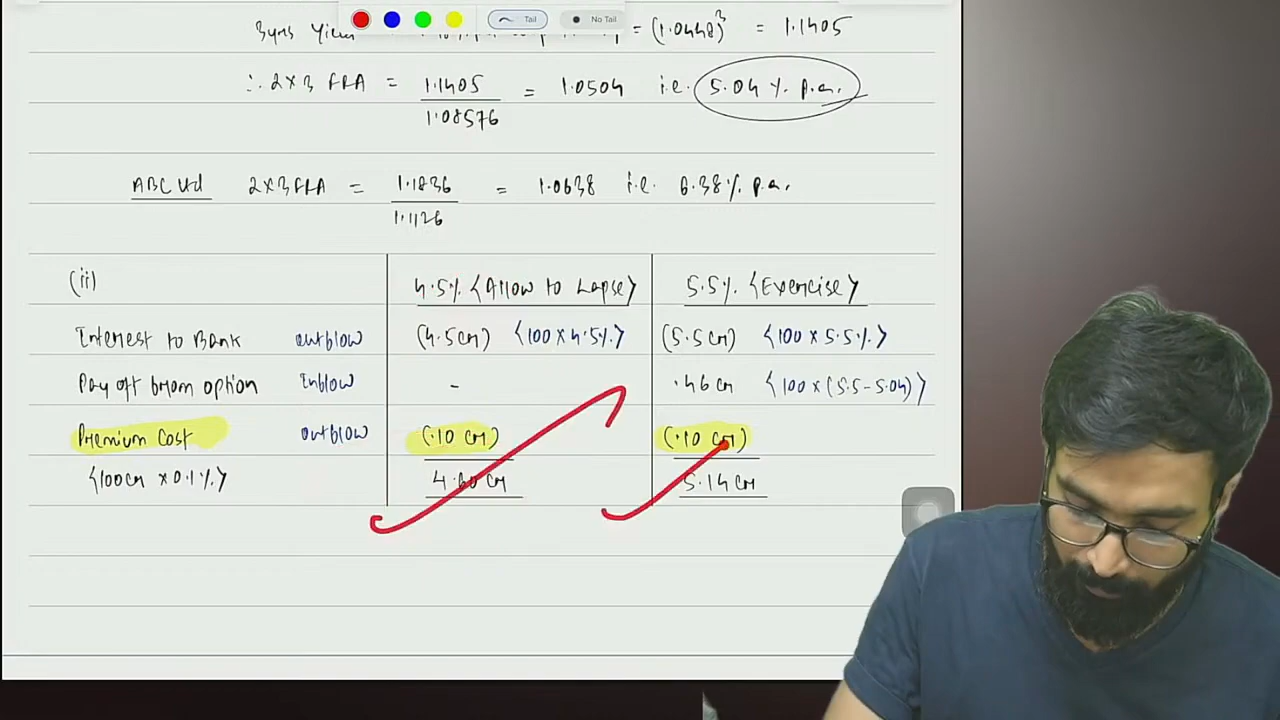 Tail
No Tail
3yrs Yield = (1.0448)³ = 1.1405
∴ 2×3 FRA = 1.1405 / 1.08576 = 1.0504 i.e. 5.04 %. p.a.
ABC Ltd 2×3 FRA = 1.1836 / 1.1126 = 1.0638 i.e. 6.38% p.a.
(ii) 4.5% <Allow to Lapse> 5.5% <Exercise>
Interest to Bank outflow (4.5cr) <100 × 4.5%> (5.5cr) <100 × 5.5%>
Pay off from option Inflow - .46 cr <100 × (5.5-5.04)>
Premium Cost outflow (.10 cr) (.10 cr)
<100cr × 0.1%> 4.60 cr 5.14 cr